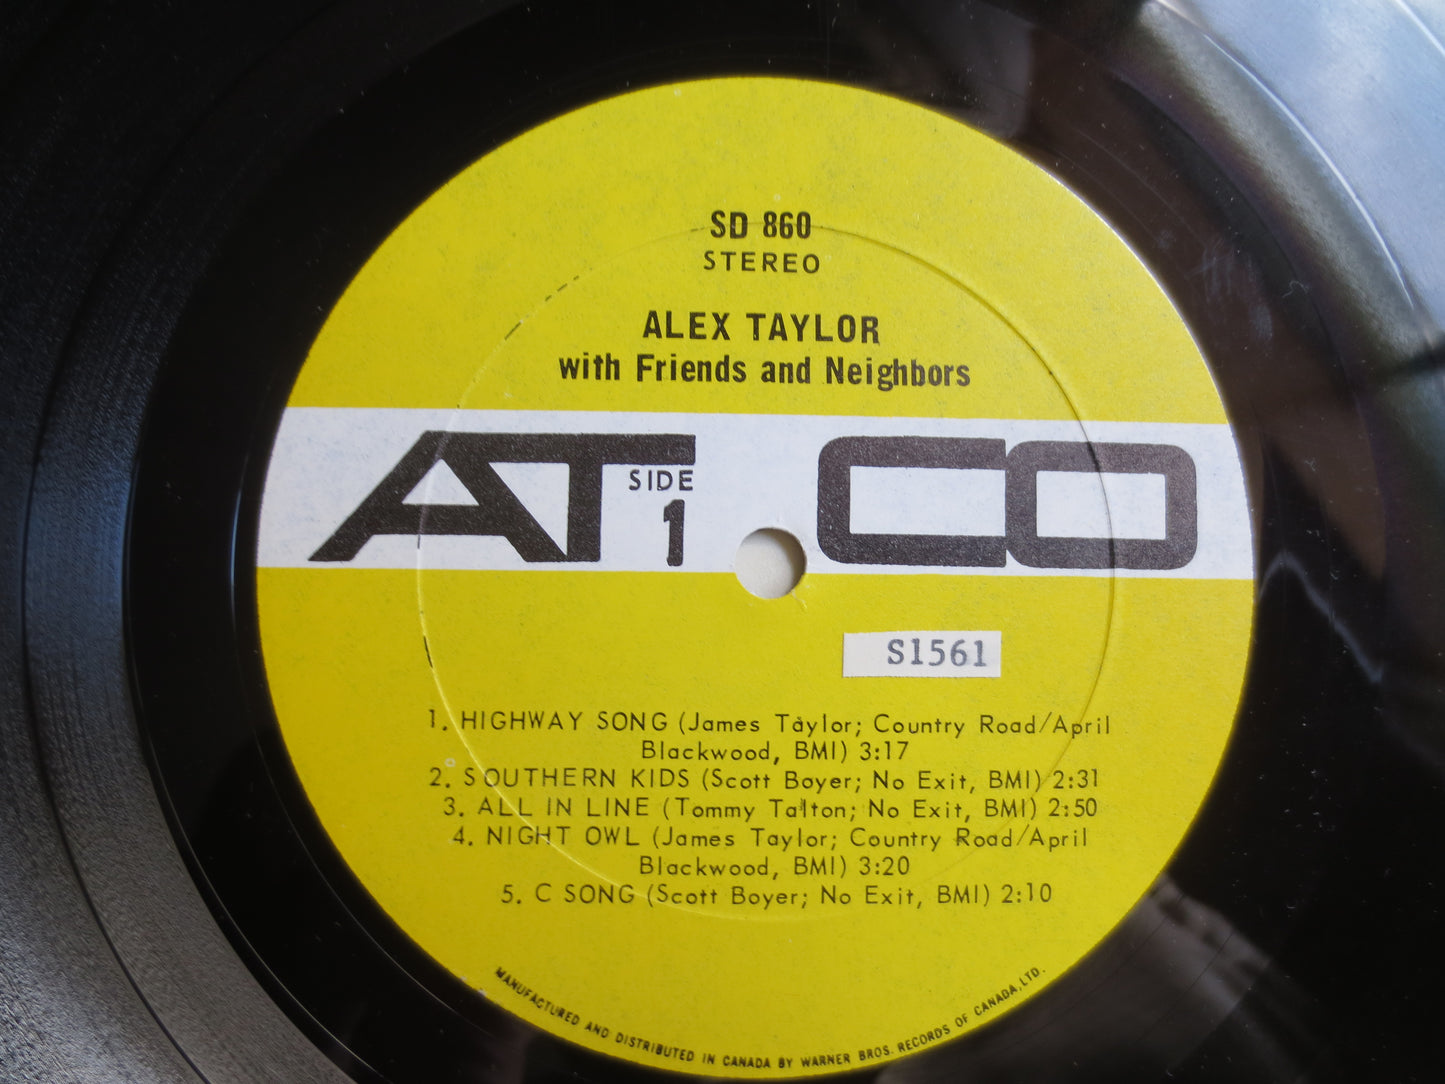 SD 860
STEREO
ALEX TAYLOR
with Friends and Neighbors
ATCO
SIDE
1
S1561
1. HIGHWAY SONG (James Taylor; Country Road/April
Blackwood, BMI) 3:17
2. SOUTHERN KIDS (Scott Boyer; No Exit, BMI) 2:31
3. ALL IN LINE (Tommy Talton; No Exit, BMI) 2:50
4. NIGHT OWL (James Taylor; Country Road/April
Blackwood, BMI) 3:20
5. C SONG (Scott Boyer; No Exit, BMI) 2:10
MANUFACTURED AND DISTRIBUTED IN CANADA BY WARNER BROS. RECORDS OF CANADA, LTD.